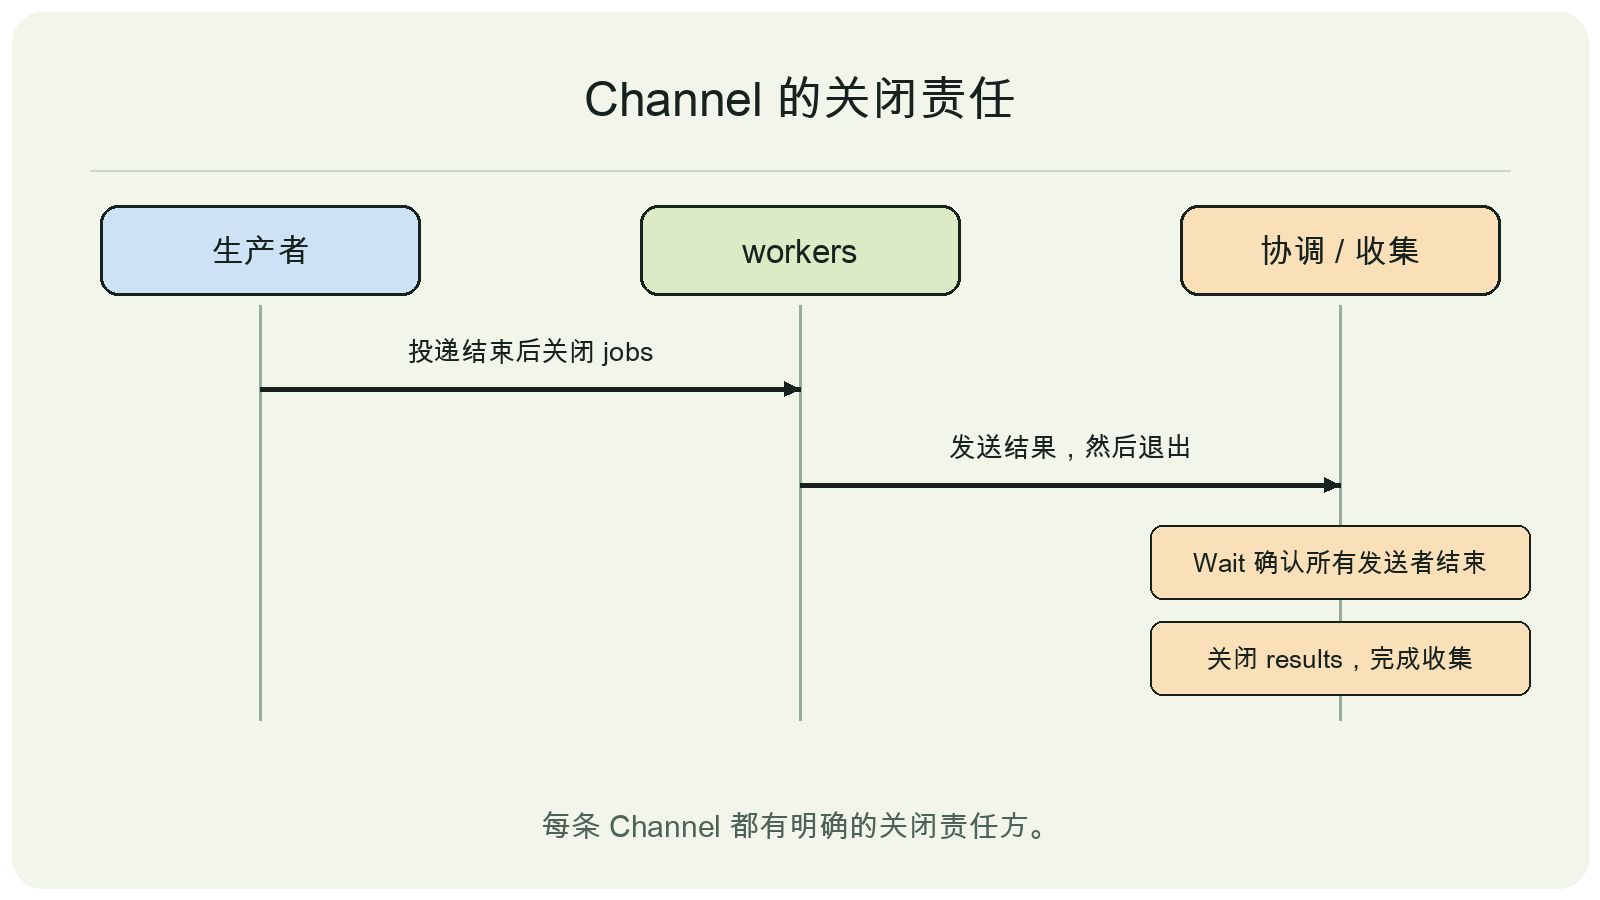 Channel 的关闭责任
生产者
workers
协调 / 收集
投递结束后关闭 jobs
发送结果，然后退出
Wait 确认所有发送者结束
关闭 results，完成收集
每条 Channel 都有明确的关闭责任方。